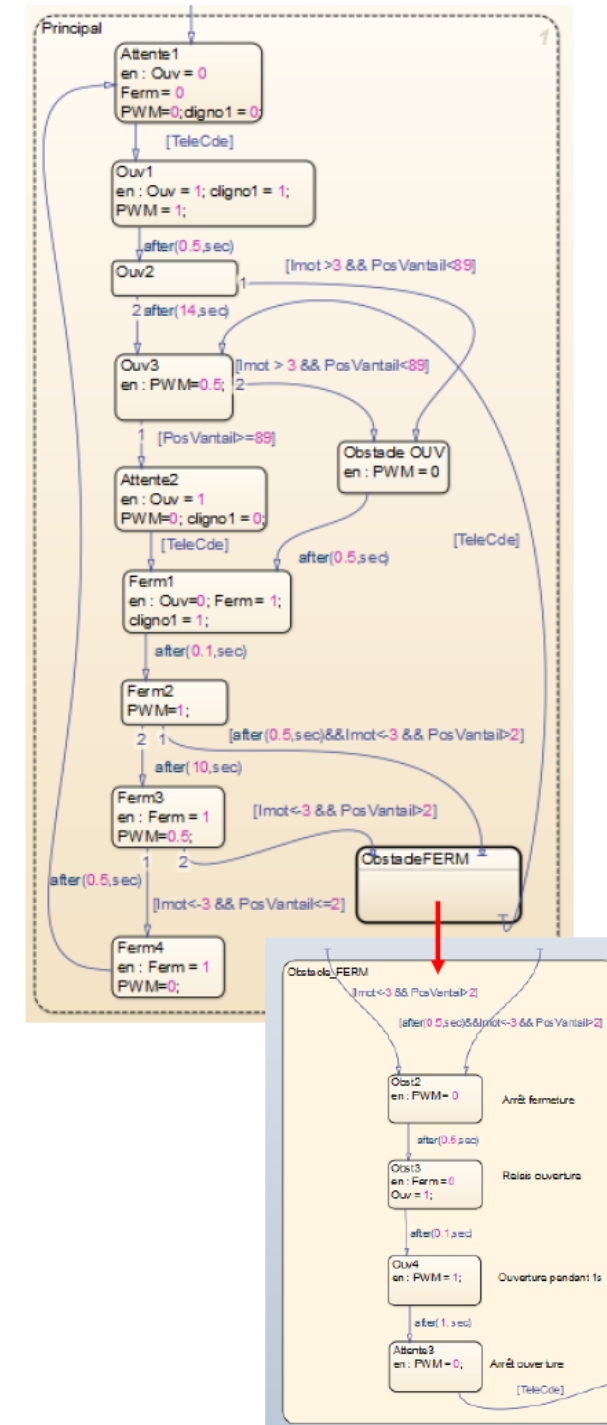 Principal
1
Attente1
en : Ouv = 0
Ferm = 0
PWM=0;cligno1 = 0;
[TeleCde]
Ouv1
en : Ouv = 1; cligno1 = 1;
PWM = 1;
after(0.5,sec)
Ouv2
[Imot >3 && PosVantail<89]
1
2 after(14,sec)
Ouv3
en : PWM=0.5;
[Imot > 3 && PosVantail<89]
2
1
[PosVantail>=89]
Obstacle OUV
en : PWM = 0
Attente2
en : Ouv = 1
PWM=0; cligno1 = 0;
[TeleCde]
[TeleCde]
after(0.5,sec)
Ferm1
en : Ouv=0; Ferm = 1;
cligno1 = 1;
after(0.1,sec)
Ferm2
PWM=1;
2 1
[after(0.5,sec)&&Imot<-3 && PosVantail>2]
after(10,sec)
Ferm3
en : Ferm = 1
PWM=0.5;
[Imot<-3 && PosVantail>2]
1 2
ObstacleFERM
after(0.5,sec)
[Imot<-3 && PosVantail<=2]
Ferm4
en : Ferm = 1
PWM=0;
Obstacle_FERM
[Imot<-3 && PosVantail>2]
[after(0.5,sec)&&Imot<-3 && PosVantail>2]
Obst2
en : PWM = 0
Arrêt fermeture
after(0.5,sec)
Obst3
en : Ferm = 0
Ouv = 1;
Relais ouverture
after(0.1,sec)
Ouv4
en : PWM = 1;
Ouverture pendant 1s
after(1, sec)
Attente3
en : PWM = 0;
Arrêt ouverture
[TeleCde]